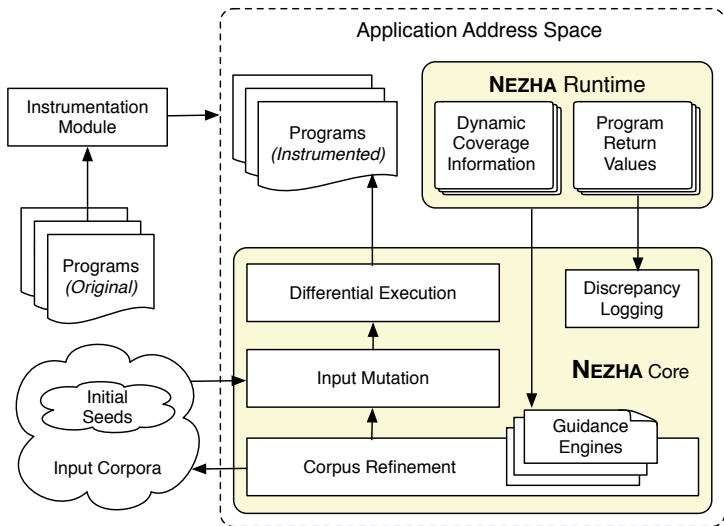 Application Address Space
Instrumentation
Module
Programs
(Instrumented)
NEZHA Runtime
Dynamic
Coverage
Information
Program
Return
Values
Programs
(Original)
Differential Execution
Discrepancy
Logging
Input Mutation
NEZHA Core
Initial
Seeds
Input Corpora
Corpus Refinement
Guidance
Engines